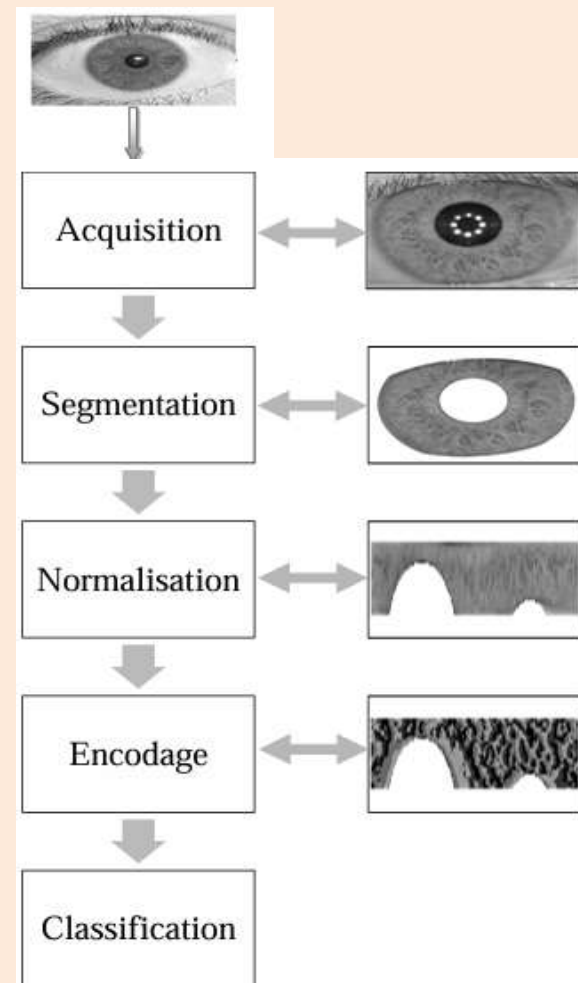 Acquisition
Segmentation
Normalisation
Encodage
Classification